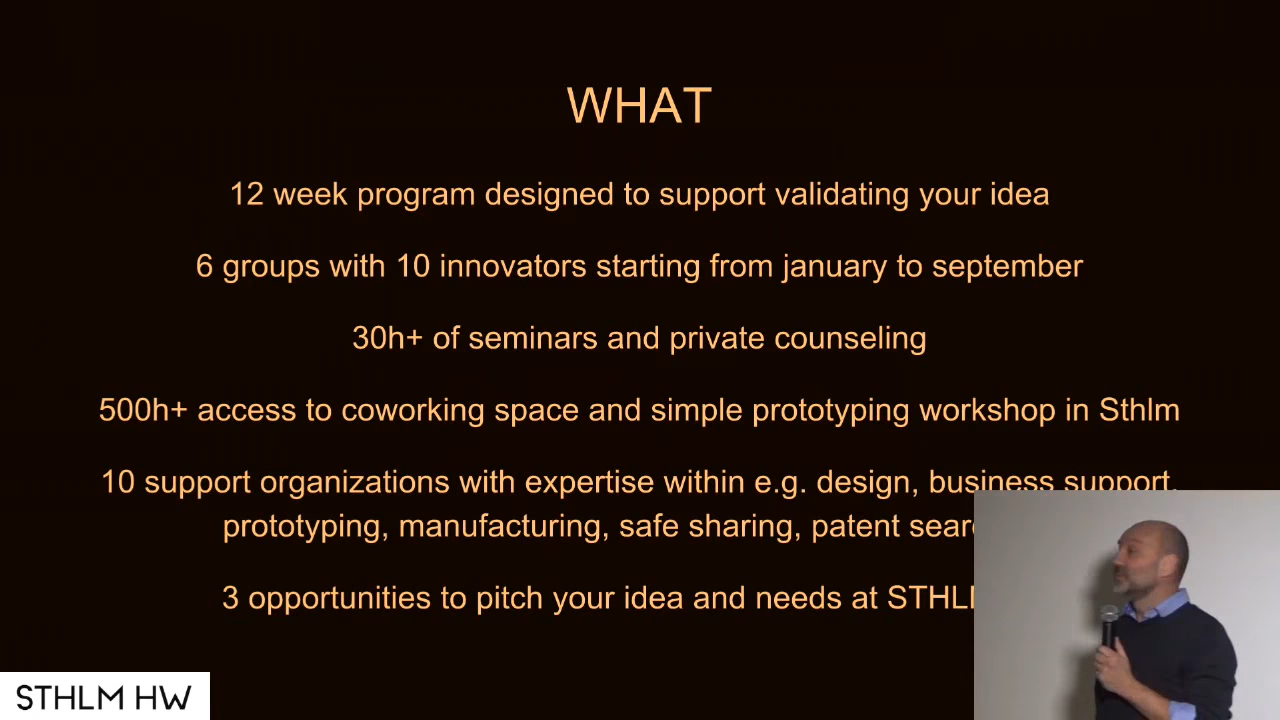 WHAT
12 week program designed to support validating your idea
6 groups with 10 innovators starting from january to september
30h+ of seminars and private counseling
500h+ access to coworking space and simple prototyping workshop in Sthlm
10 support organizations with expertise within e.g. design, business support,
prototyping, manufacturing, safe sharing, patent
3 opportunities to pitch your idea and needs at
STHLM HW